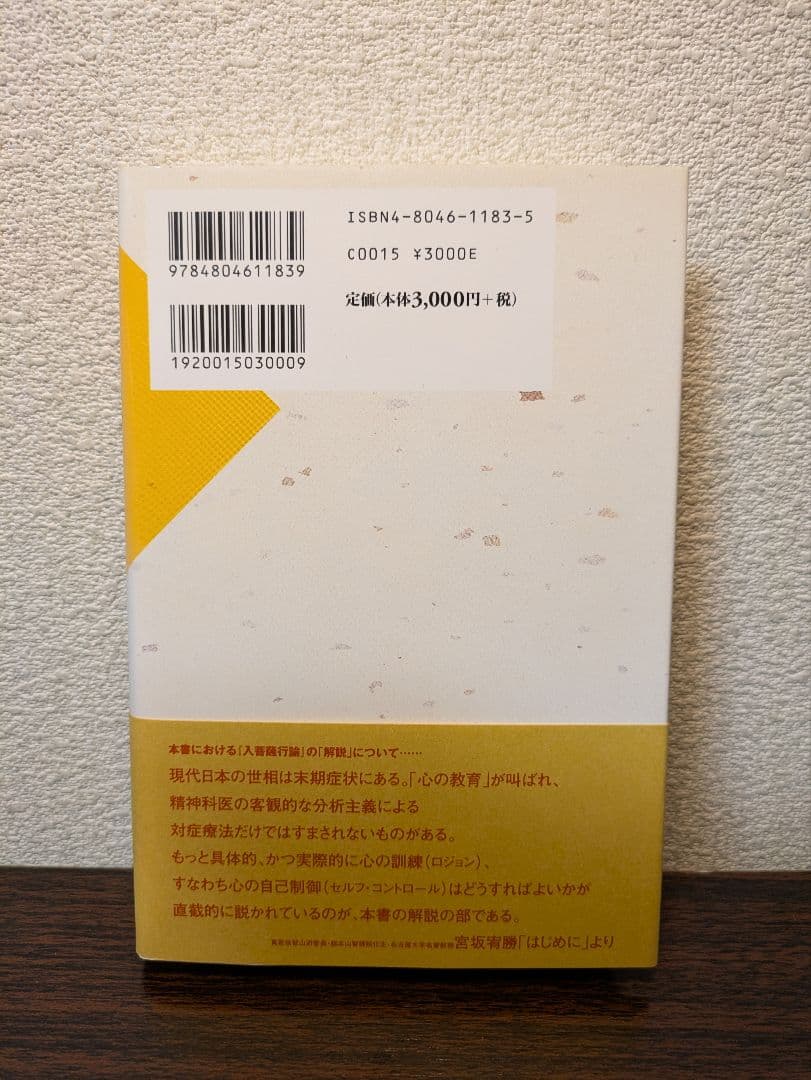 ISBN4-8046-1183-5
9784804611839
C0015 ¥3000E
定価(本体3,000円+税)
1920015030009
本書における「入菩薩行論」の「解説」について……
現代日本の世相は末期症状にある。「心の教育」が叫ばれ、
精神科医の客観的な分析主義による
対症療法だけではすまされないものがある。
もっと具体的、かつ実際的に心の訓練(ロジョン)、
すなわち心の自己制御(セルフ・コントロール)はどうすればよいかが
直截的に説かれているのが、本書の解説の部である。
宮坂宥勝「はじめに」より